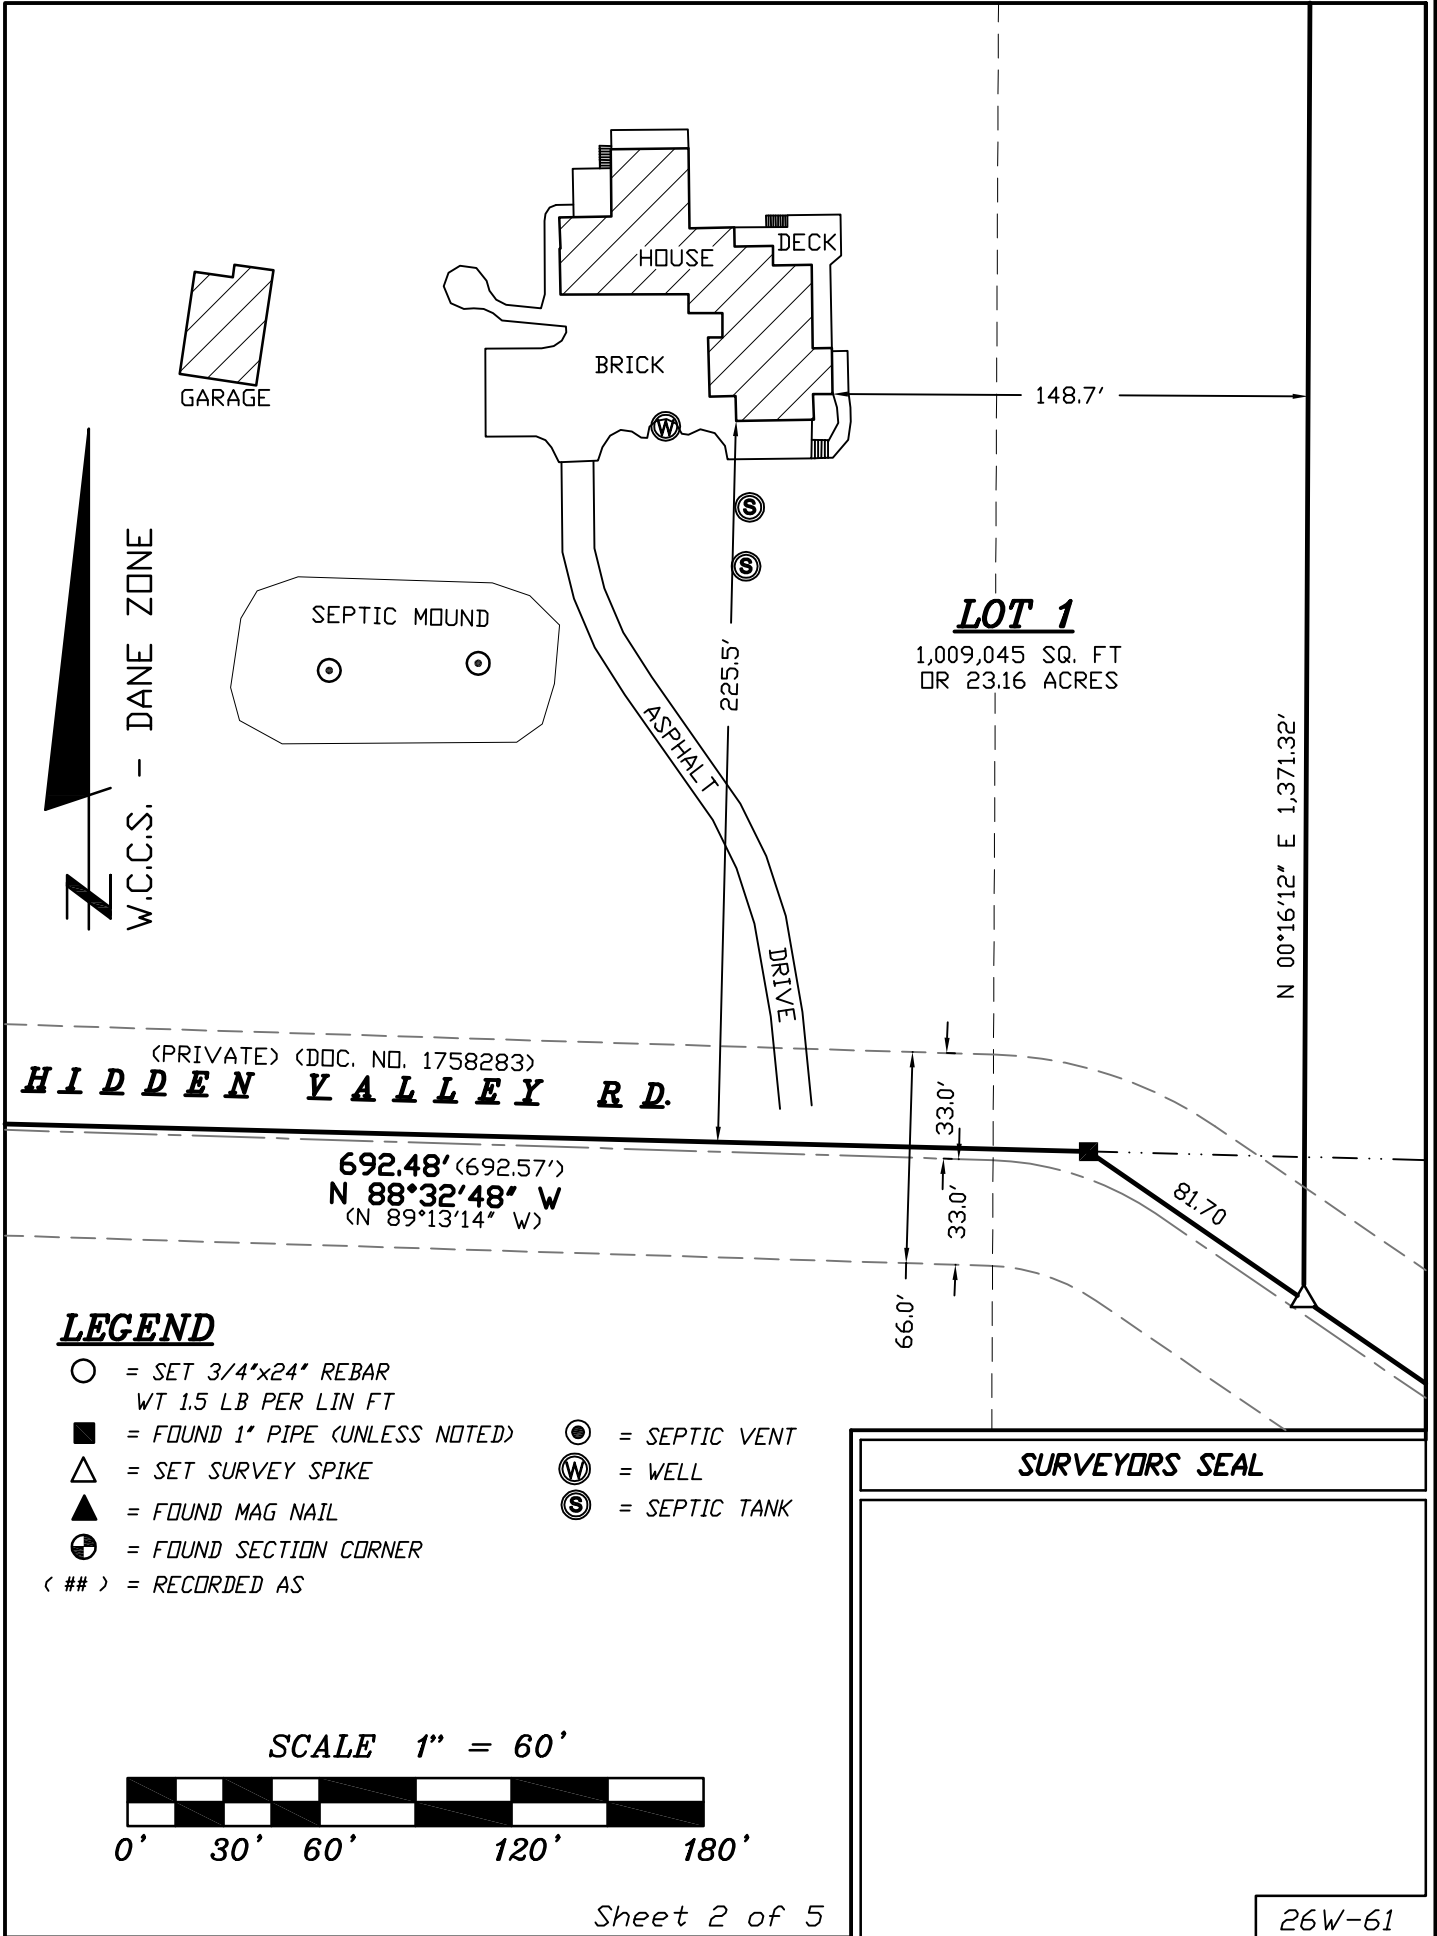 HOUSE
DECK
BRICK
GARAGE
148.7'
W
S
S
W.C.C.S. - DANE ZONE
N
SEPTIC MOUND
225.5'
LOT 1
1,009,045 SQ. FT
OR 23.16 ACRES
ASPHALT
DRIVE
N 00°16'12" E 1,371.32'
(PRIVATE) (DOC. NO. 1758283)
HIDDEN VALLEY RD.
33.0'
33.0'
66.0'
692.48' (692.57')
N 88°32'48" W
(N 89°13'14" W)
81.70
LEGEND
= SET 3/4"x24" REBAR
WT 1.5 LB PER LIN FT
= FOUND 1" PIPE (UNLESS NOTED)
= SET SURVEY SPIKE
= FOUND MAG NAIL
= FOUND SECTION CORNER
( ## ) = RECORDED AS
= SEPTIC VENT
W = WELL
S = SEPTIC TANK
SURVEYORS SEAL
SCALE 1" = 60'
0' 30' 60' 120' 180'
Sheet 2 of 5
26W-61